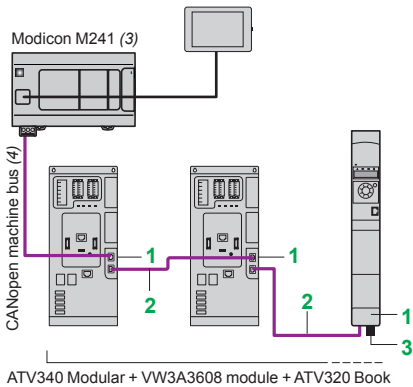 Modicon M241 (3)
CANopen machine bus (4)
1
1
2
2
1
3
ATV340 Modular + VW3A3608 module + ATV320 Book